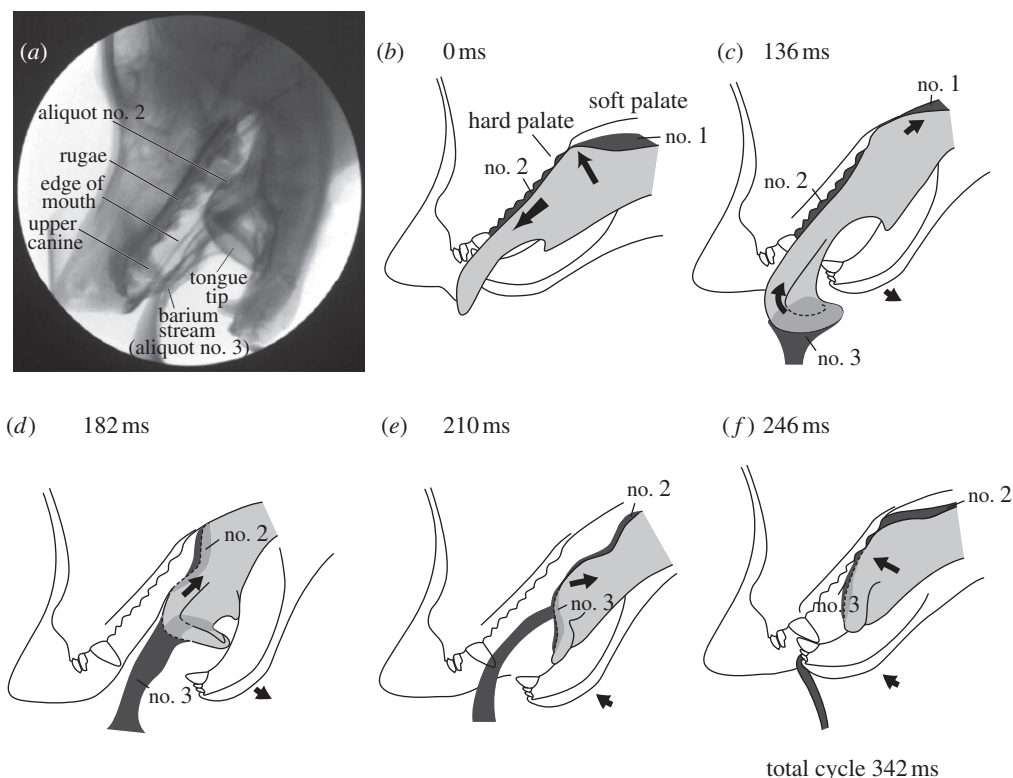 (a)
aliquot no. 2
rugae
edge of
mouth
upper
canine
tongue
tip
barium
stream
(aliquot no. 3)
(b) 0 ms
soft palate
hard palate
no. 1
no. 2
(c) 136 ms
no. 1
no. 2
no. 3
(d) 182 ms
no. 2
no. 3
(e) 210 ms
no. 2
no. 3
(f) 246 ms
no. 2
no. 3
total cycle 342 ms